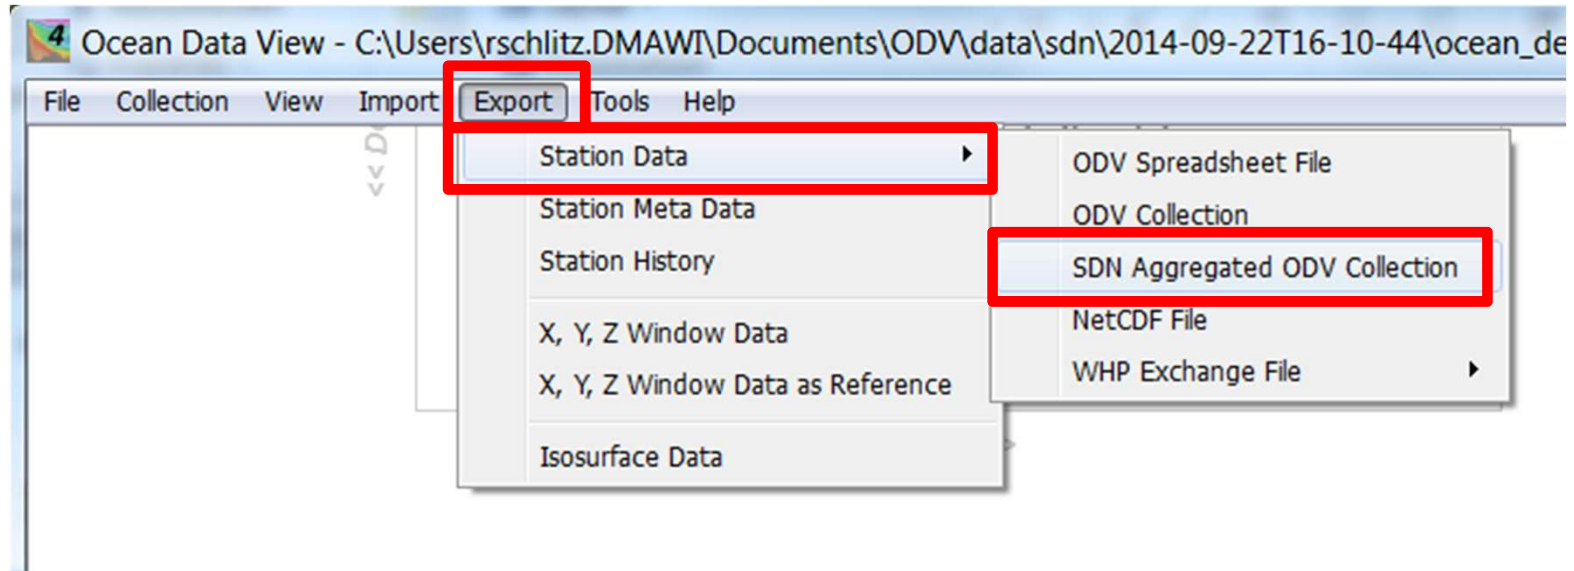 4 Ocean Data View - C:\Users\rschlitz.DMAWI\Documents\ODV\data\sdn\2014-09-22T16-10-44\ocean_de
File Collection View Import Export Tools Help
<< D
Station Data
Station Meta Data
Station History
X, Y, Z Window Data
X, Y, Z Window Data as Reference
Isosurface Data
ODV Spreadsheet File
ODV Collection
SDN Aggregated ODV Collection
NetCDF File
WHP Exchange File